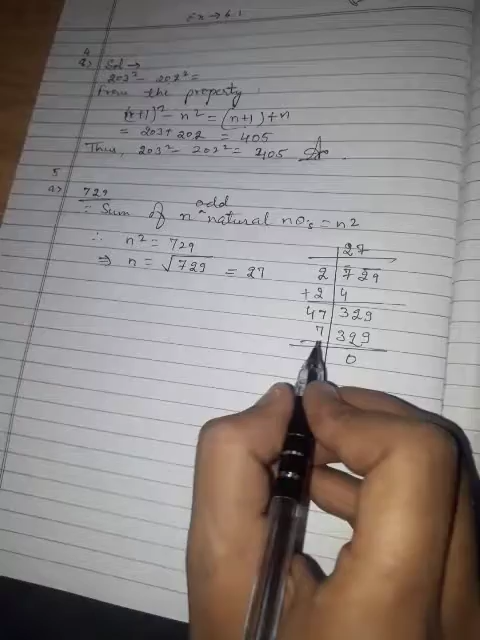 Ex → 6.1
4
a) Sol →
203² - 202² =
From the property :
(n+1)² - n² = (n+1) + n
= 203 + 202 = 405
Thus, 203² - 202² = 405 Ans.
5
a) 729
= Sum of n odd natural no's = n²
∴ n² = 729
⇒ n = √729 = 27
27
2 729
+2 4
47 329
7 329
0